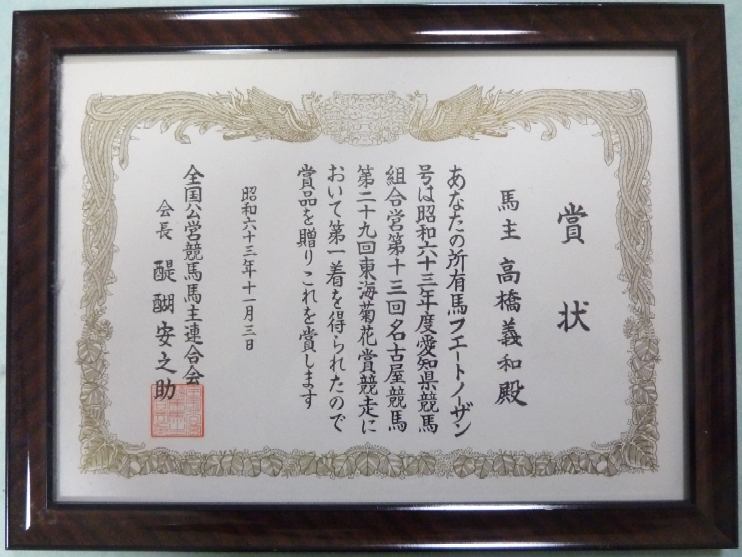 賞状
馬主 高橋義和殿
あなたの所有馬フエートノーザン
号は昭和六十三年度愛知県競馬
組合営第十三回名古屋競馬
第二十九回東海菊花賞競走に
おいて第一着を得られたので
賞品を贈りこれを賞します
昭和六十三年十一月三日
全国公営競馬馬主連合会
会長 醍醐安之助